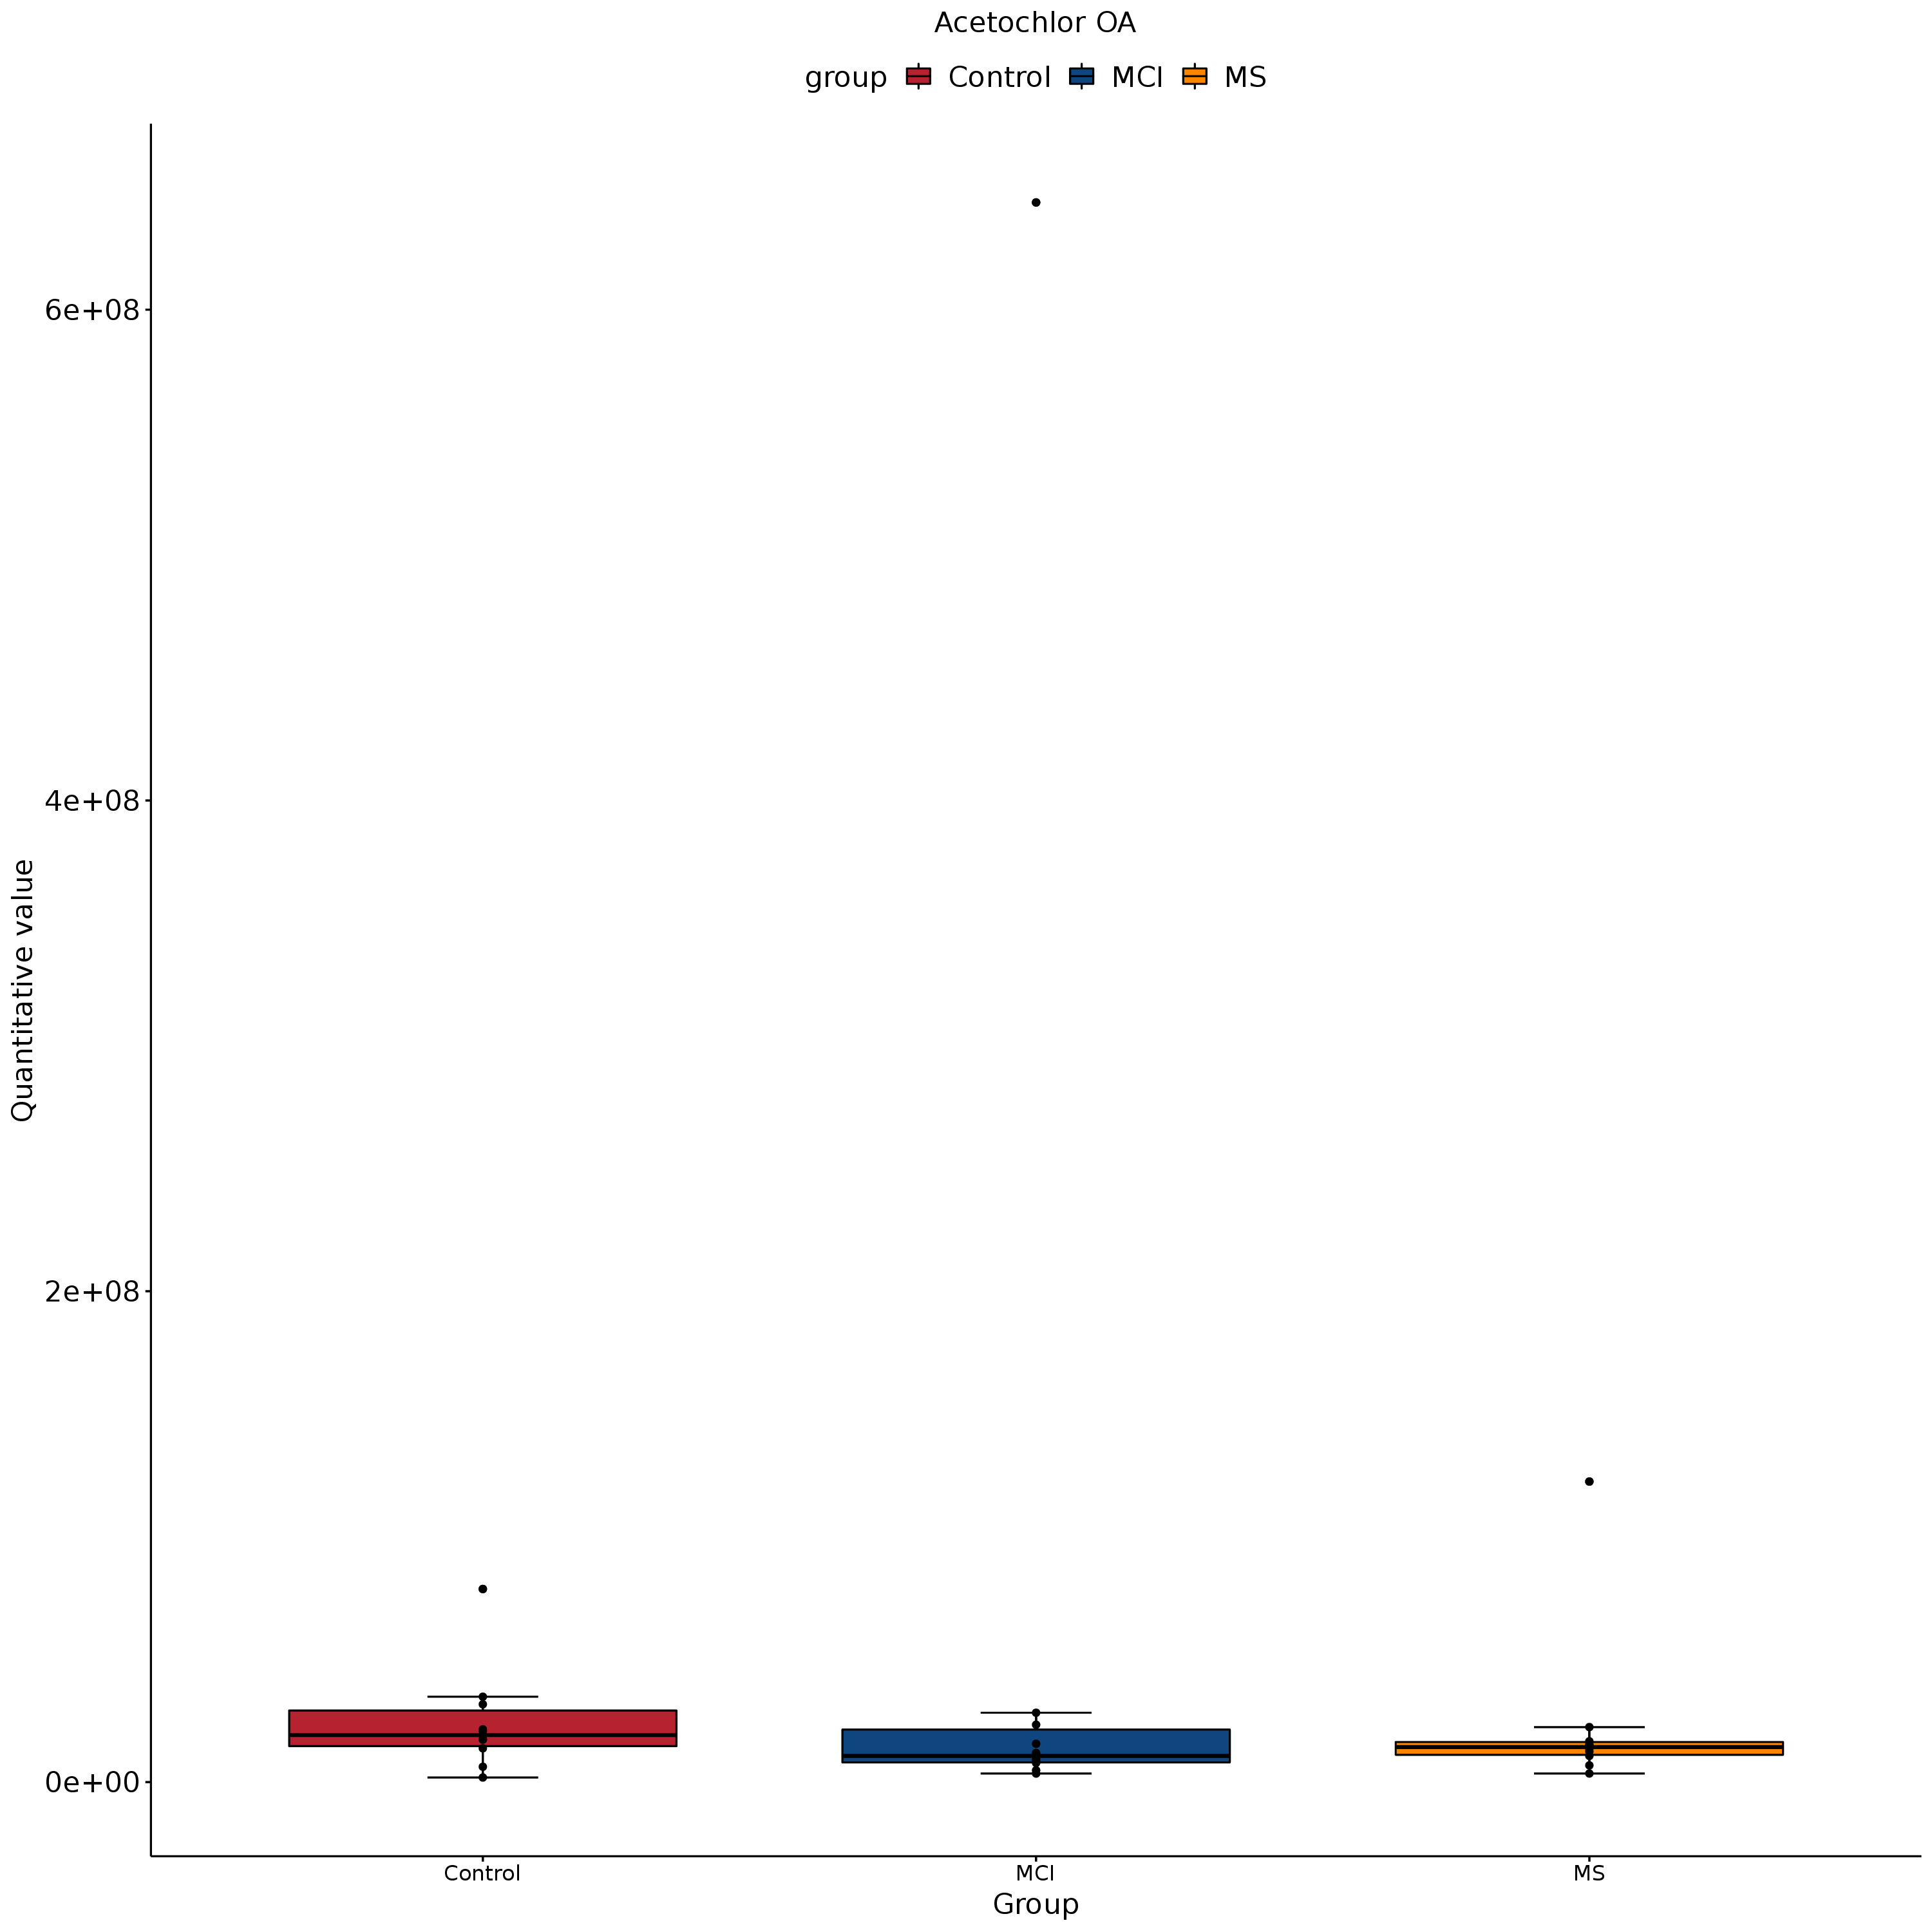 Acetochlor OA
group Control MCI MS
6e+08
4e+08
2e+08
0e+00
Quantitative value
Control MCI MS
Group